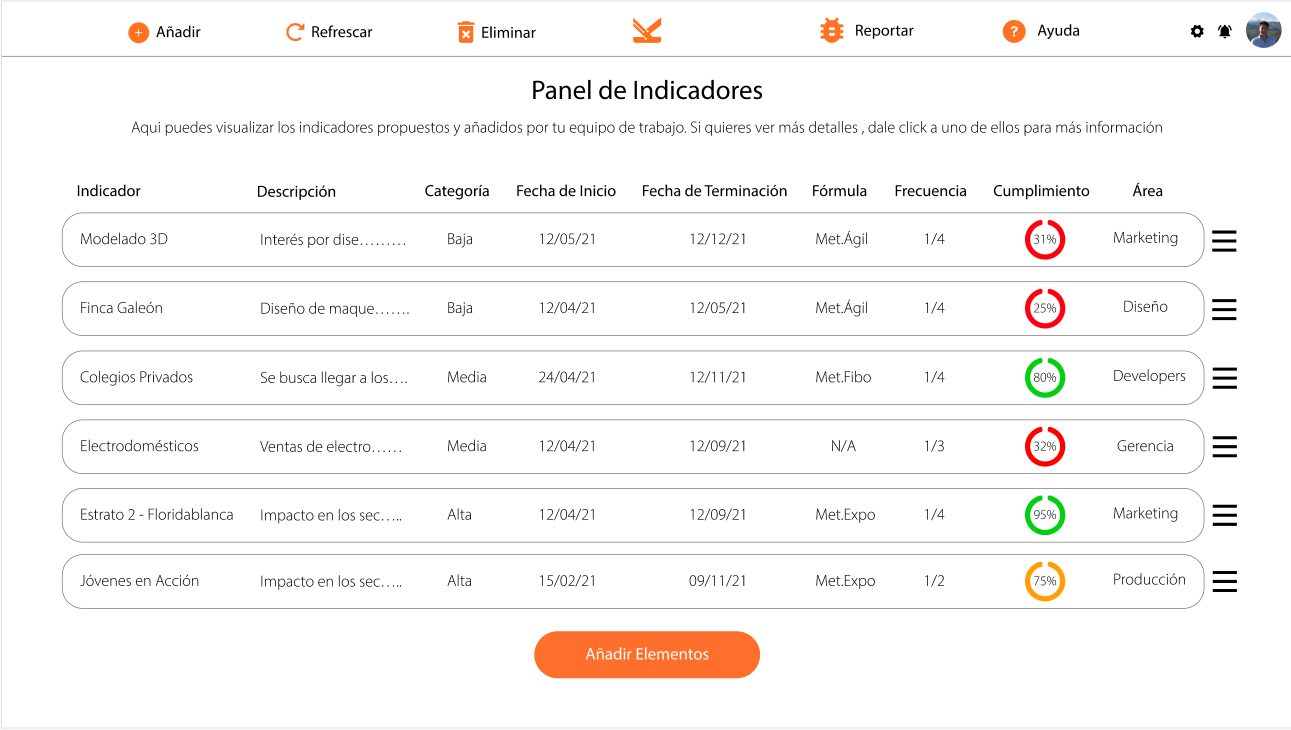 Añadir Refrescar Eliminar Reportar ? Ayuda
Panel de Indicadores
Aqui puedes visualizar los indicadores propuestos y añadidos por tu equipo de trabajo. Si quieres ver más detalles , dale click a uno de ellos para más información
Indicador Descripción Categoría Fecha de Inicio Fecha de Terminación Fórmula Frecuencia Cumplimiento Área
Modelado 3D Interés por dise......... Baja 12/05/21 12/12/21 Met.Ágil 1/4 31% Marketing
Finca Galeón Diseño de maque....... Baja 12/04/21 12/05/21 Met.Ágil 1/4 25% Diseño
Colegios Privados Se busca llegar a los.... Media 24/04/21 12/11/21 Met.Fibo 1/4 80% Developers
Electrodomésticos Ventas de electro...... Media 12/04/21 12/09/21 N/A 1/3 32% Gerencia
Estrato 2 - Floridablanca Impacto en los sec..... Alta 12/04/21 12/09/21 Met.Expo 1/4 95% Marketing
Jóvenes en Acción Impacto en los sec..... Alta 15/02/21 09/11/21 Met.Expo 1/2 75% Producción
Añadir Elementos